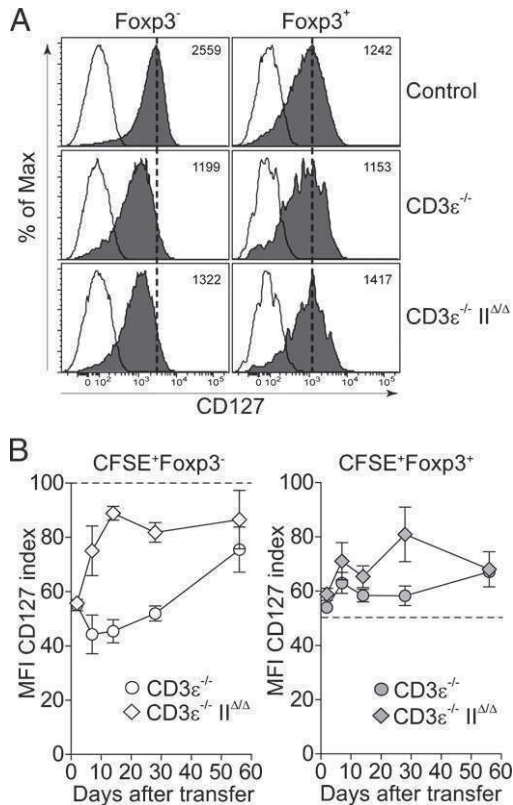 A
Foxp3⁻ Foxp3⁺
2559 1242
Control
1199 1153
CD3ε⁻/⁻
1322 1417
CD3ε⁻/⁻ II^Δ/Δ
% of Max
0 10² 10³ 10⁴ 10⁵ 0 10² 10³ 10⁴ 10⁵
CD127
B
CFSE⁺Foxp3⁻ CFSE⁺Foxp3⁺
MFI CD127 index
100
80
60
40
20
0
0 10 20 30 40 50 60
Days after transfer
CD3ε⁻/⁻
CD3ε⁻/⁻ II^Δ/Δ
MFI CD127 index
100
80
60
40
20
0
0 10 20 30 40 50 60
Days after transfer
CD3ε⁻/⁻
CD3ε⁻/⁻ II^Δ/Δ